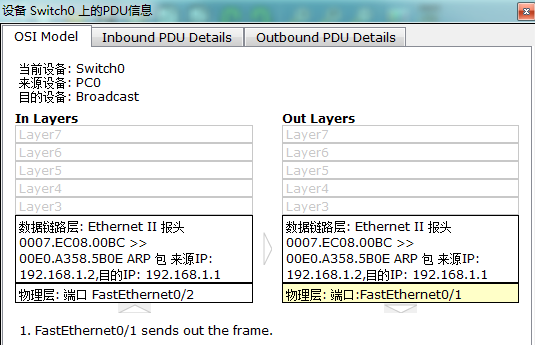 设备 Switch0 上的PDU信息
OSI Model
Inbound PDU Details
Outbound PDU Details
当前设备: Switch0
来源设备: PC0
目的设备: Broadcast
In Layers
Layer7
Layer6
Layer5
Layer4
Layer3
数据链路层: Ethernet II 报头
0007.EC08.00BC >>
00E0.A358.5B0E ARP 包 来源IP:
192.168.1.2,目的IP: 192.168.1.1
物理层: 端口 FastEthernet0/2
Out Layers
Layer7
Layer6
Layer5
Layer4
Layer3
数据链路层: Ethernet II 报头
0007.EC08.00BC >>
00E0.A358.5B0E ARP 包 来源IP:
192.168.1.2,目的IP: 192.168.1.1
物理层: 端口:FastEthernet0/1
1. FastEthernet0/1 sends out the frame.